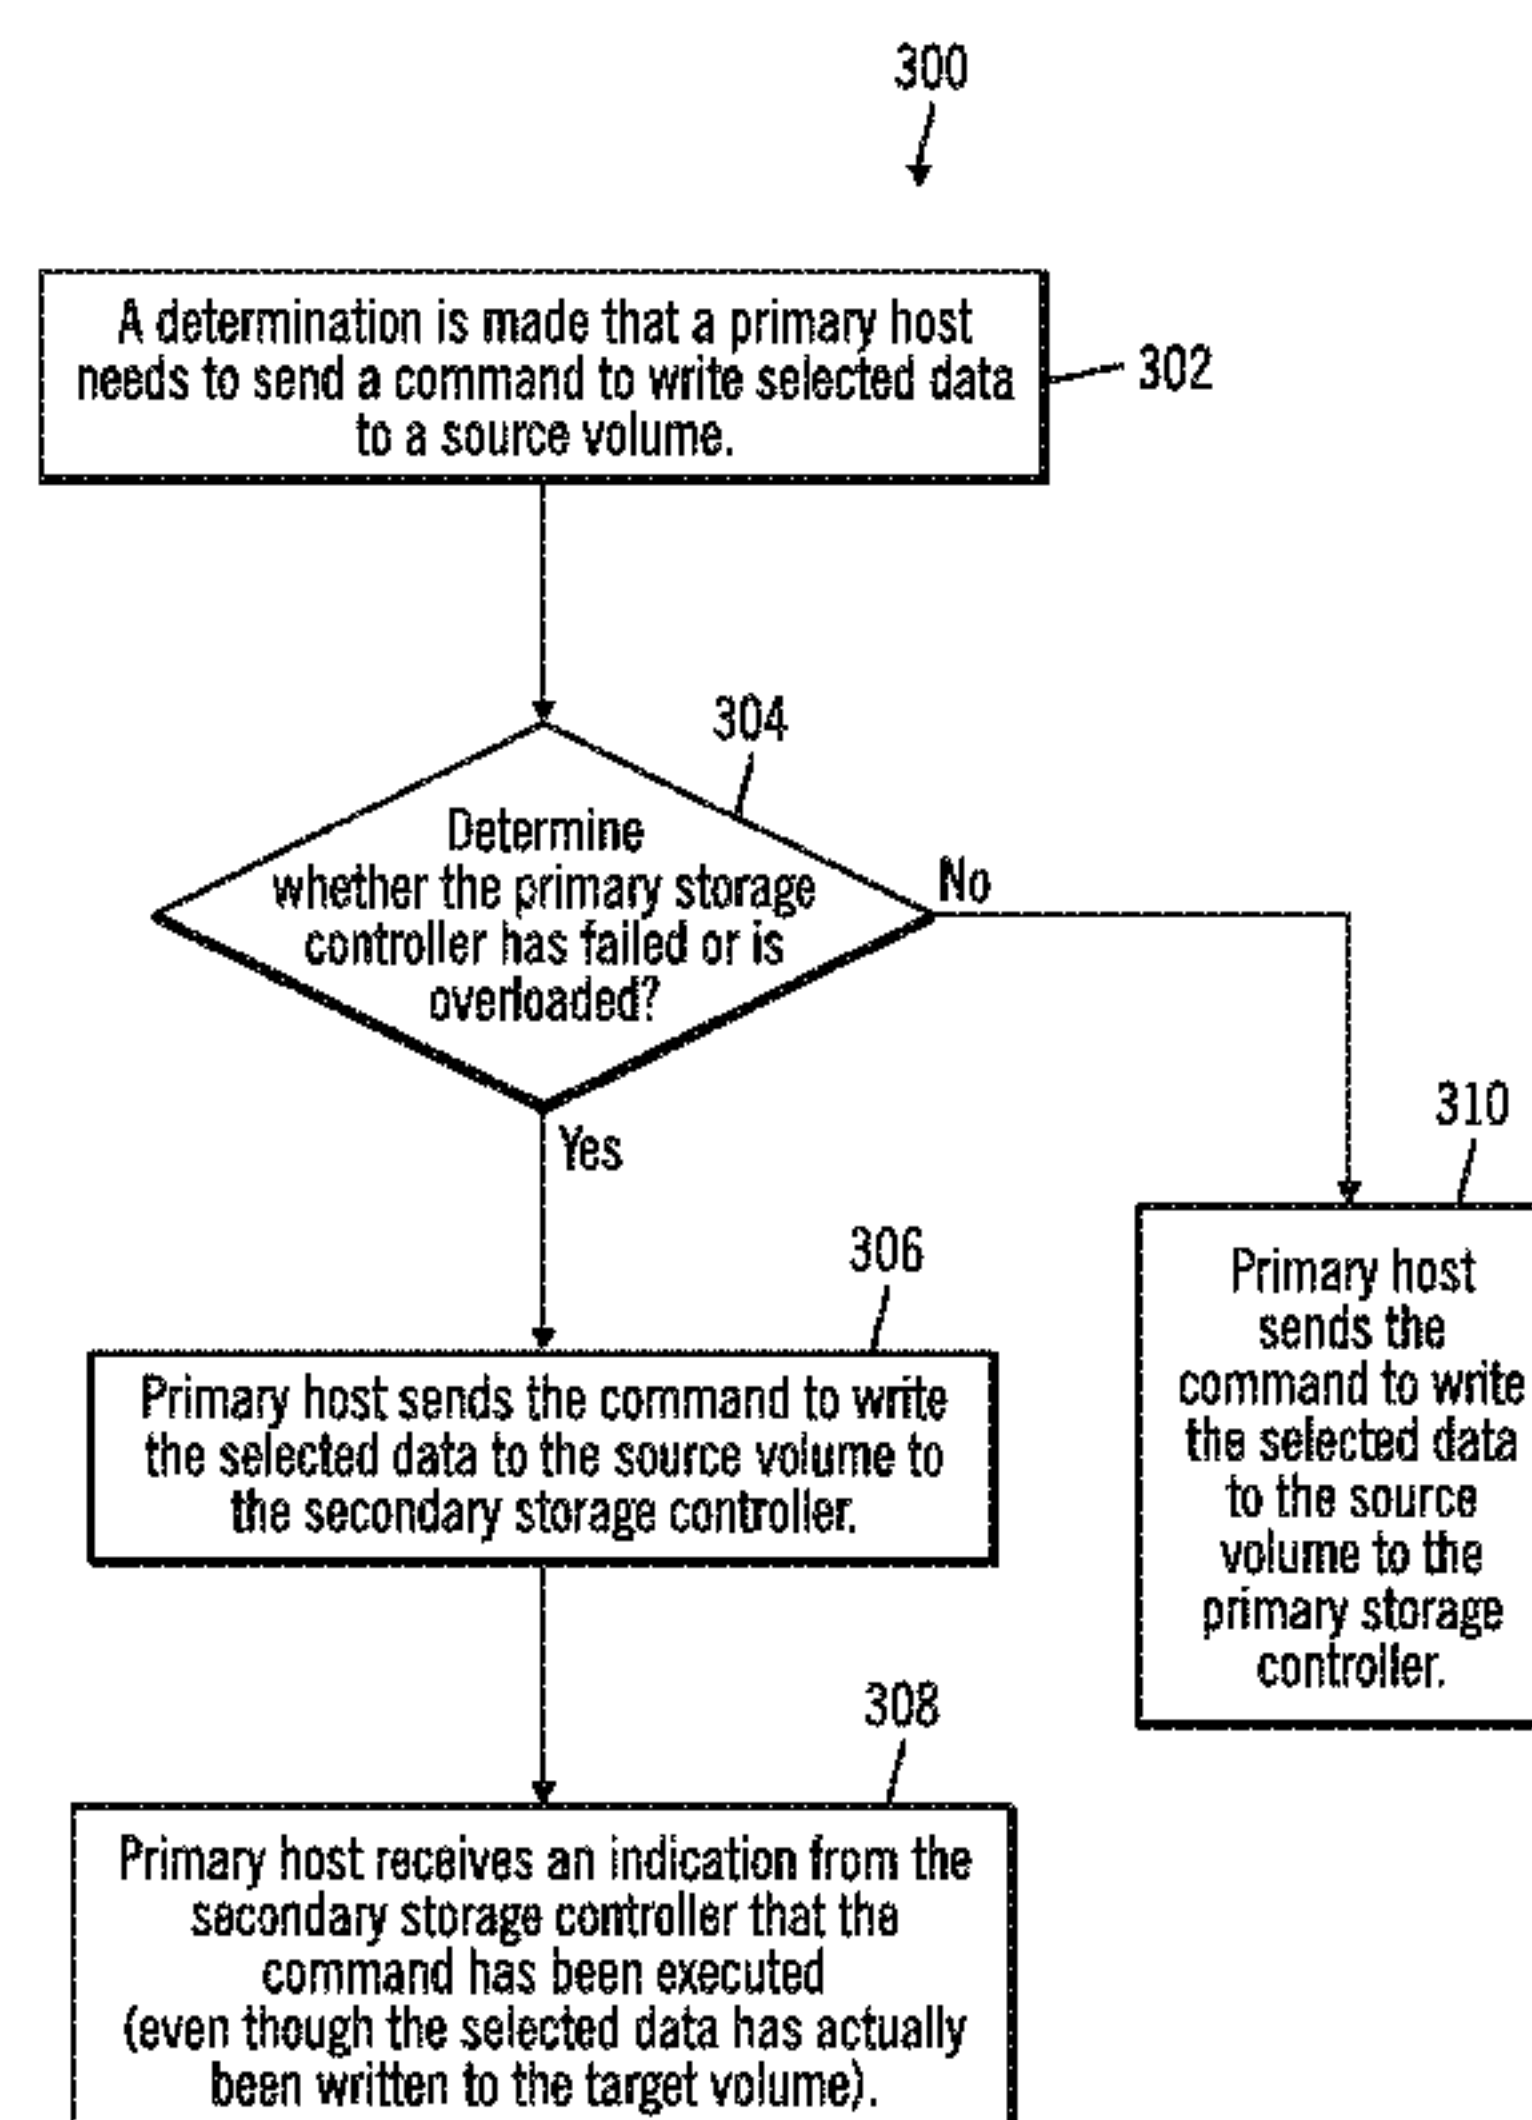 300
A determination is made that a primary host
needs to send a command to write selected data
to a source volume.
302
304
Determine
whether the primary storage
controller has failed or is
overloaded?
No
Yes
310
Primary host
sends the
command to write
the selected data
to the source
volume to the
primary storage
controller.
306
Primary host sends the command to write
the selected data to the source volume to
the secondary storage controller.
308
Primary host receives an indication from the
secondary storage controller that the
command has been executed
(even though the selected data has actually
been written to the target volume).